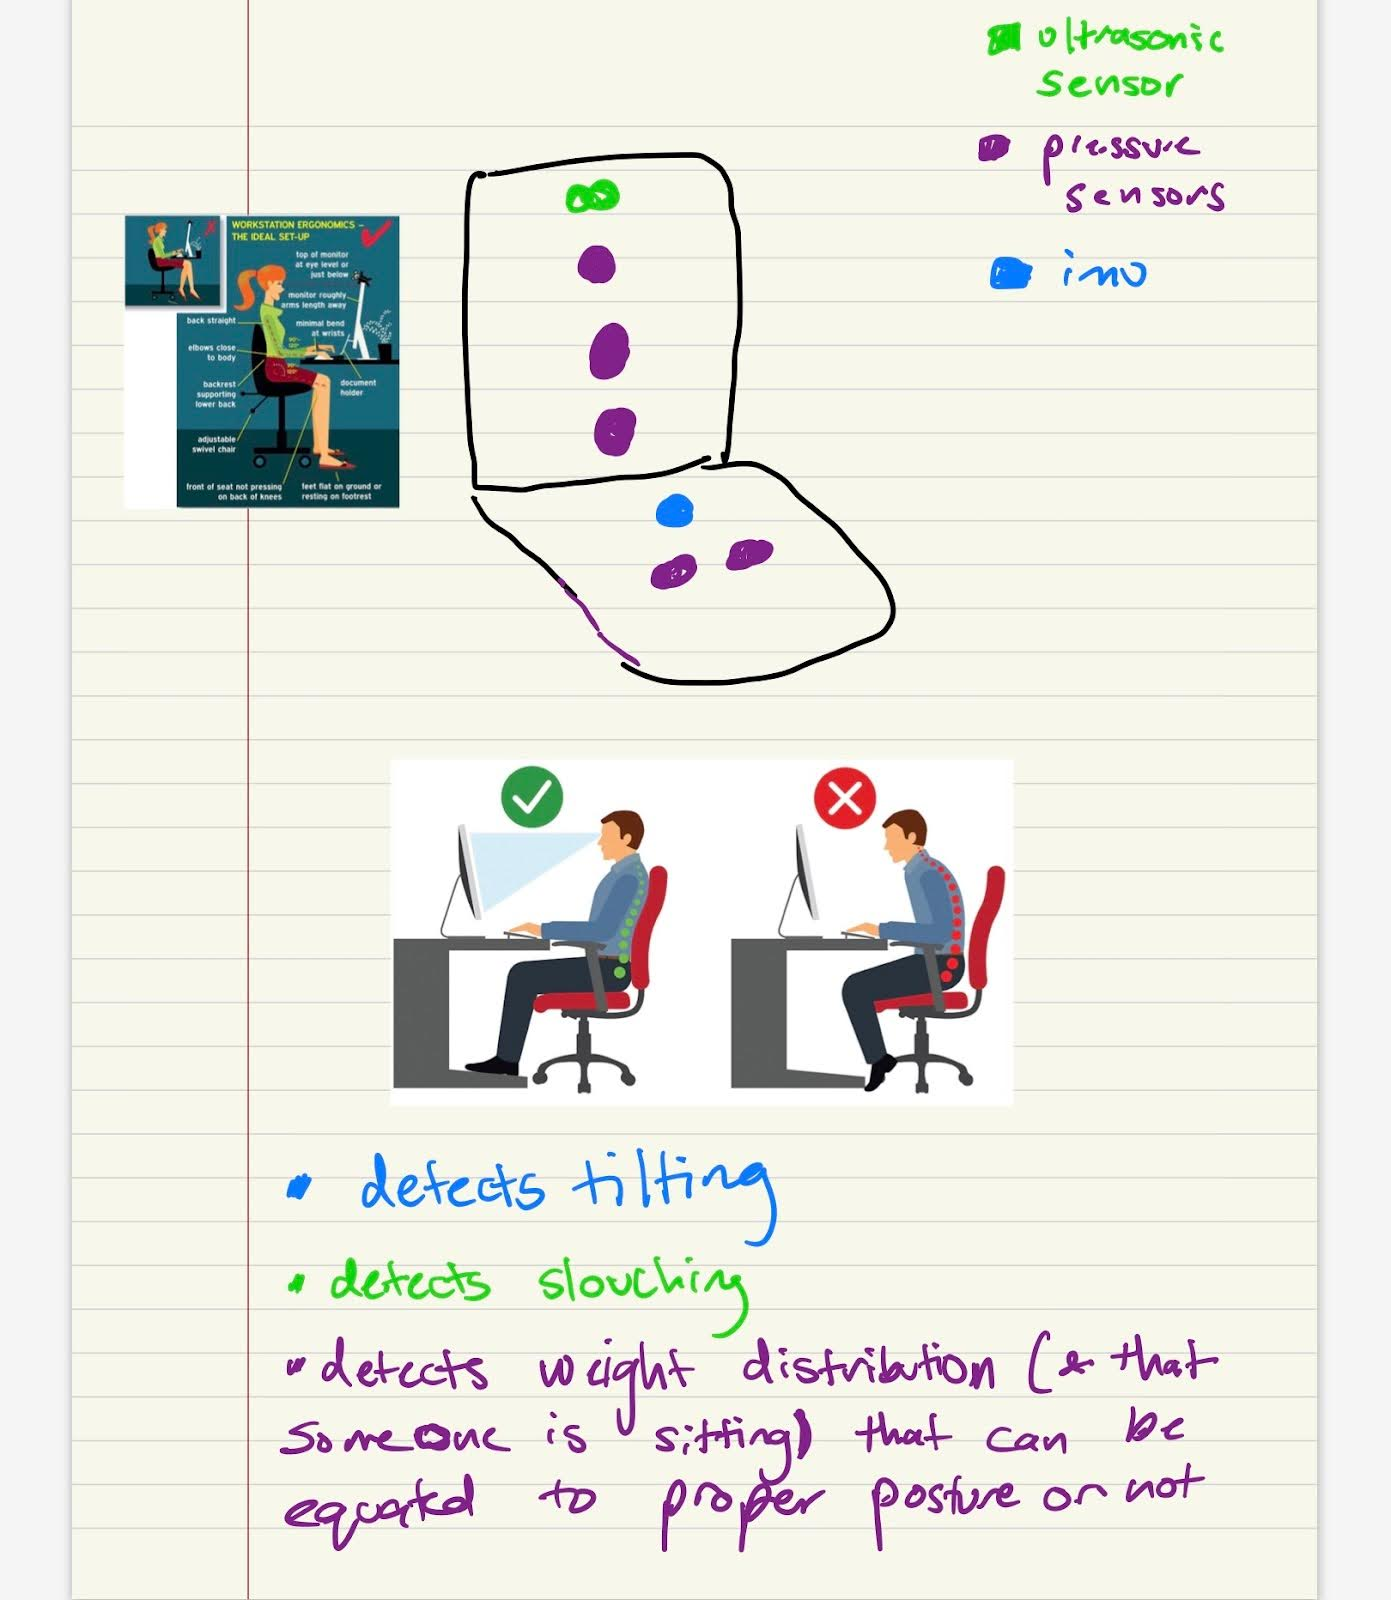 ultrasonic
sensor
pressure
sensors
imu
WORKSTATION ERGONOMICS –
THE IDEAL SET-UP
top of monitor
at eye level or
just below
monitor roughly
arms length away
back straight
minimal bend
at wrists
elbows close
to body
90°-
120°
90°-
120°
backrest
supporting
lower back
document
holder
adjustable
swivel chair
front of seat not pressing
on back of knees
feet flat on ground or
resting on footrest
detects tilting
detects slouching
detects weight distribution (& that
someone is sitting) that can be
equated to proper posture or not